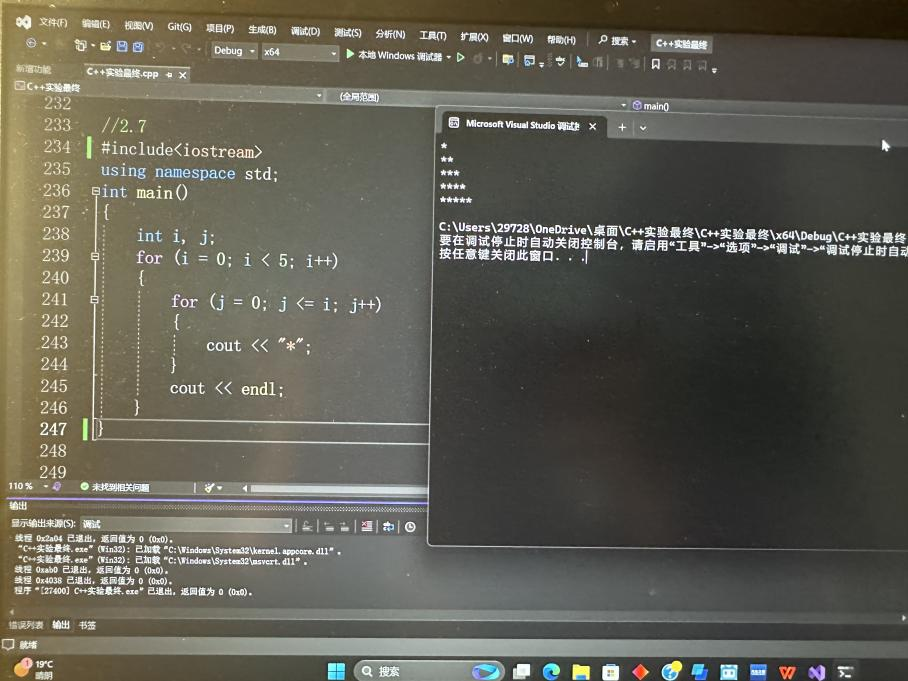 文件(F) 编辑(E) 视图(V) Git(G) 项目(P) 生成(B) 调试(D) 测试(S) 分析(N) 工具(T) 扩展(X) 窗口(W) 帮助(H) 搜索 C++实验最终
Debug x64 本地 Windows 调试器
新增功能 C++实验最终.cpp
C++实验最终 (全局范围) main()
232
233 //2.7
234 #include<iostream>
235 using namespace std;
236 int main()
237 {
238 int i, j;
239 for (i = 0; i < 5; i++)
240 {
241 for (j = 0; j <= i; j++)
242 {
243 cout << "*";
244 }
245 cout << endl;
246 }
247 }
248
249
Microsoft Visual Studio 调试
*
**
***
****
*****
C:\Users\29728\OneDrive\桌面\C++实验最终\C++实验最终\x64\Debug\C++实验最终
要在调试停止时自动关闭控制台，请启用“工具”->“选项”->“调试”->“调试停止时自动
按任意键关闭此窗口. . .
110 % 未找到相关问题
输出
显示输出来源(S): 调试
线程 0x2a04 已退出，返回值为 0 (0x0)。
“C++实验最终.exe”(Win32): 已加载“C:\Windows\System32\kernel.appcore.dll”。
“C++实验最终.exe”(Win32): 已加载“C:\Windows\System32\msvcrt.dll”。
线程 0xab0 已退出，返回值为 0 (0x0)。
线程 0x4038 已退出，返回值为 0 (0x0)。
程序“[27400] C++实验最终.exe”已退出，返回值为 0 (0x0)。
错误列表 输出 书签
就绪
1 19°C
晴朗
搜索